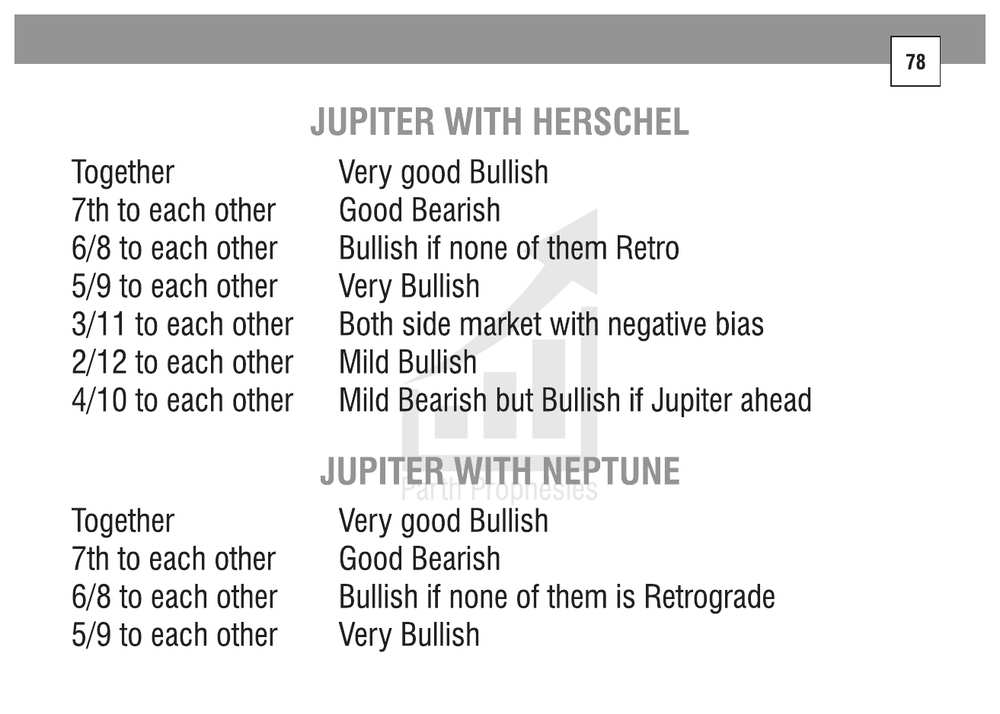 78
JUPITER WITH HERSCHEL
Together Very good Bullish
7th to each other Good Bearish
6/8 to each other Bullish if none of them Retro
5/9 to each other Very Bullish
3/11 to each other Both side market with negative bias
2/12 to each other Mild Bullish
4/10 to each other Mild Bearish but Bullish if Jupiter ahead
JUPITER WITH NEPTUNE
Parth Prophesies
Together Very good Bullish
7th to each other Good Bearish
6/8 to each other Bullish if none of them is Retrograde
5/9 to each other Very Bullish